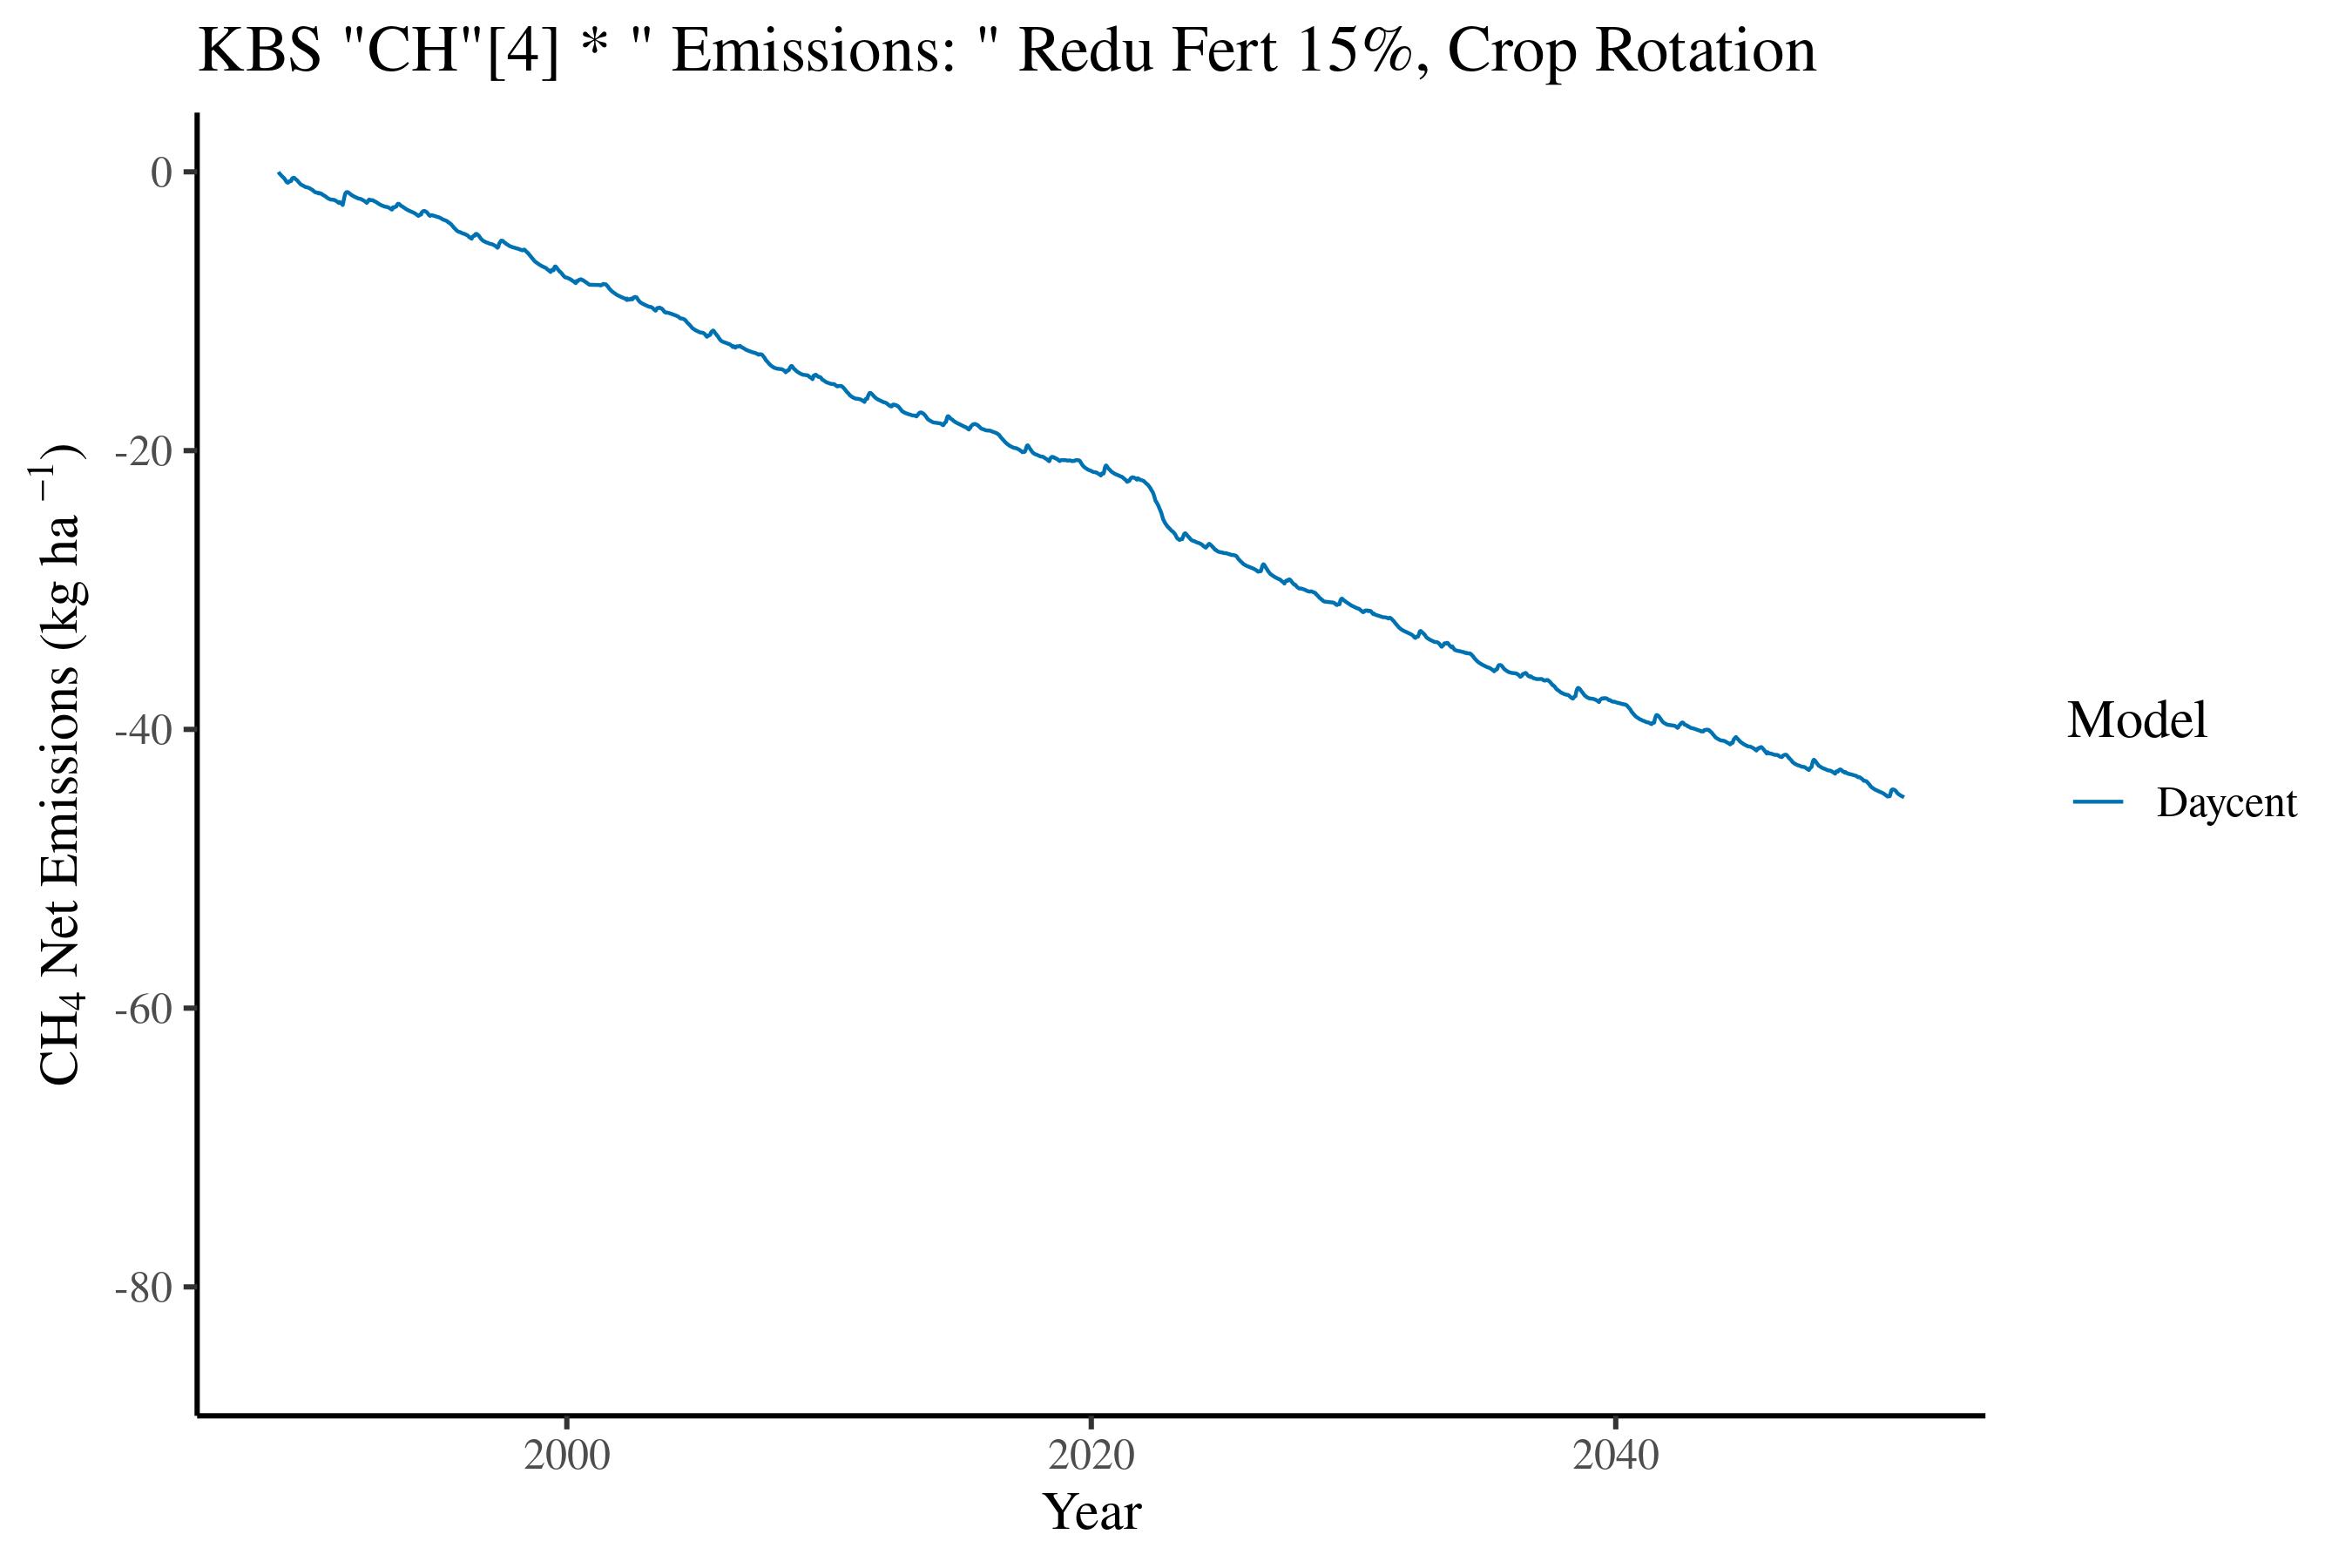 KBS "CH"[4] * " Emissions: " Redu Fert 15%, Crop Rotation
CH₄ Net Emissions (kg ha ⁻¹)
0
-20
-40
-60
-80
2000 2020 2040
Year
Model
Daycent